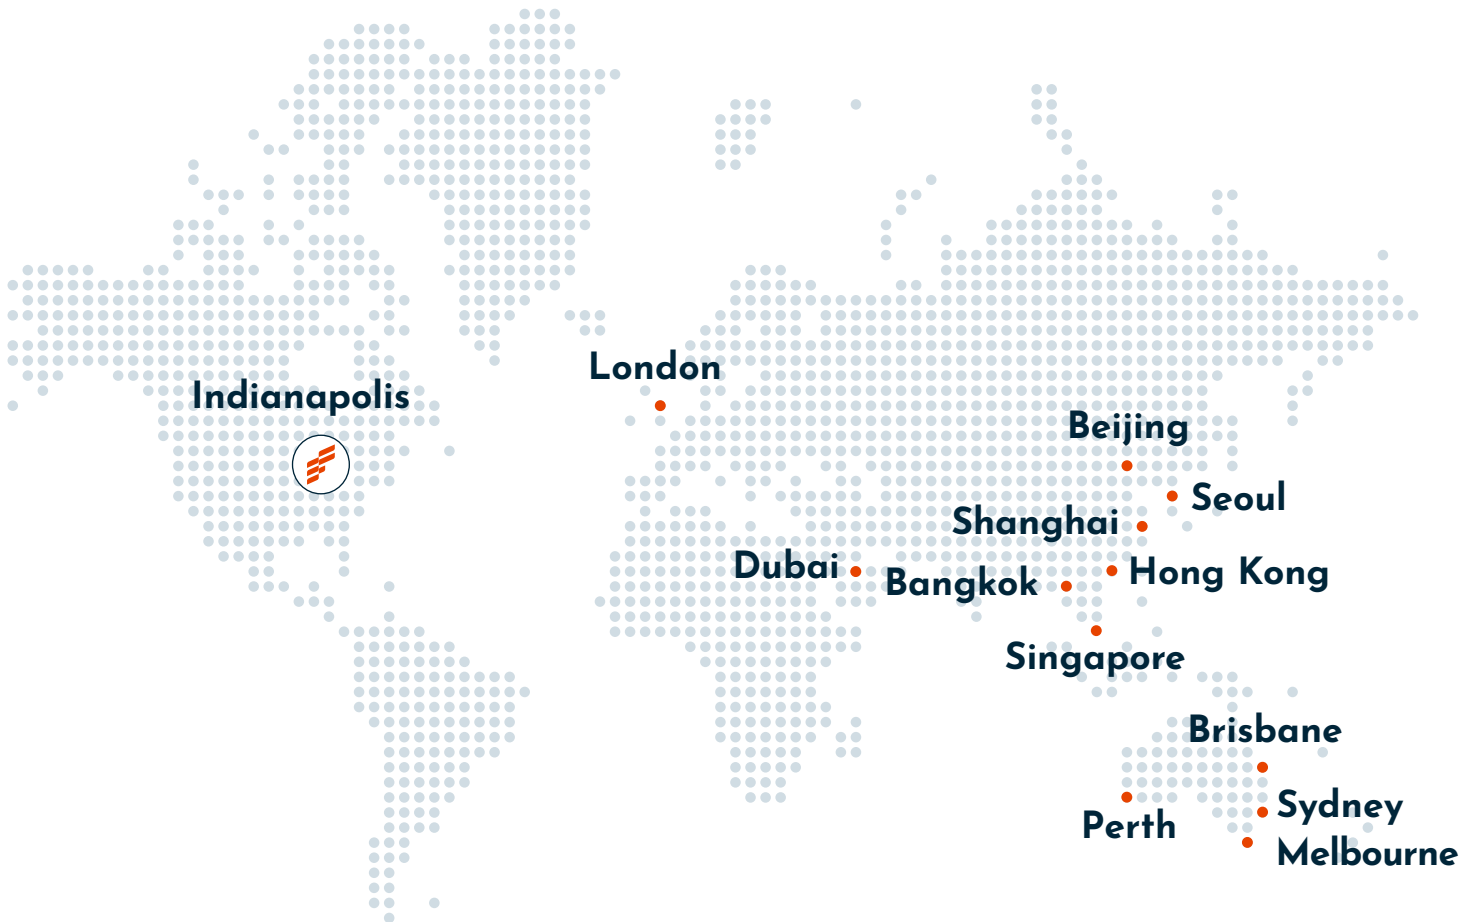 London
Indianapolis
Beijing
Seoul
Shanghai
Dubai
Bangkok
Hong Kong
Singapore
Brisbane
Sydney
Perth
Melbourne